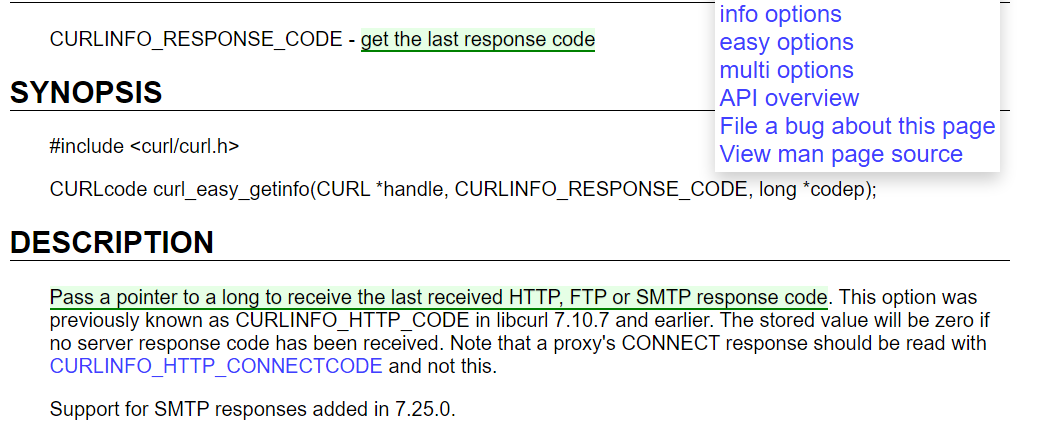 info options
easy options
multi options
API overview
File a bug about this page
View man page source
CURLINFO_RESPONSE_CODE - get the last response code
SYNOPSIS
#include <curl/curl.h>
CURLcode curl_easy_getinfo(CURL *handle, CURLINFO_RESPONSE_CODE, long *codep);
DESCRIPTION
Pass a pointer to a long to receive the last received HTTP, FTP or SMTP response code. This option was
previously known as CURLINFO_HTTP_CODE in libcurl 7.10.7 and earlier. The stored value will be zero if
no server response code has been received. Note that a proxy's CONNECT response should be read with
CURLINFO_HTTP_CONNECTCODE and not this.
Support for SMTP responses added in 7.25.0.